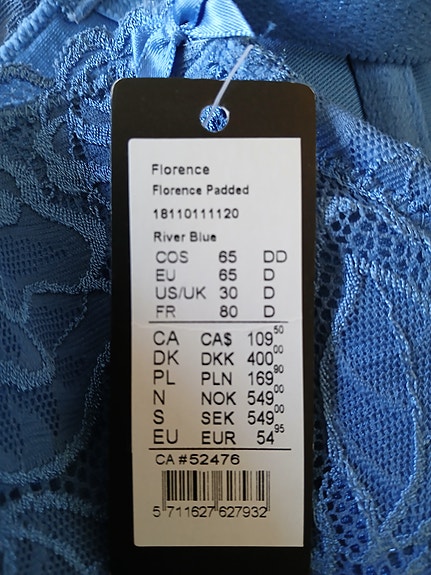 Florence
Florence Padded
18110111120
River Blue
COS 65 DD
EU 65 D
US/UK 30 D
FR 80 D
CA CA$ 109 50
DK DKK 400 00
PL PLN 169 90
N NOK 549 00
S SEK 549 00
EU EUR 54 95
CA #52476
5 711627 627932